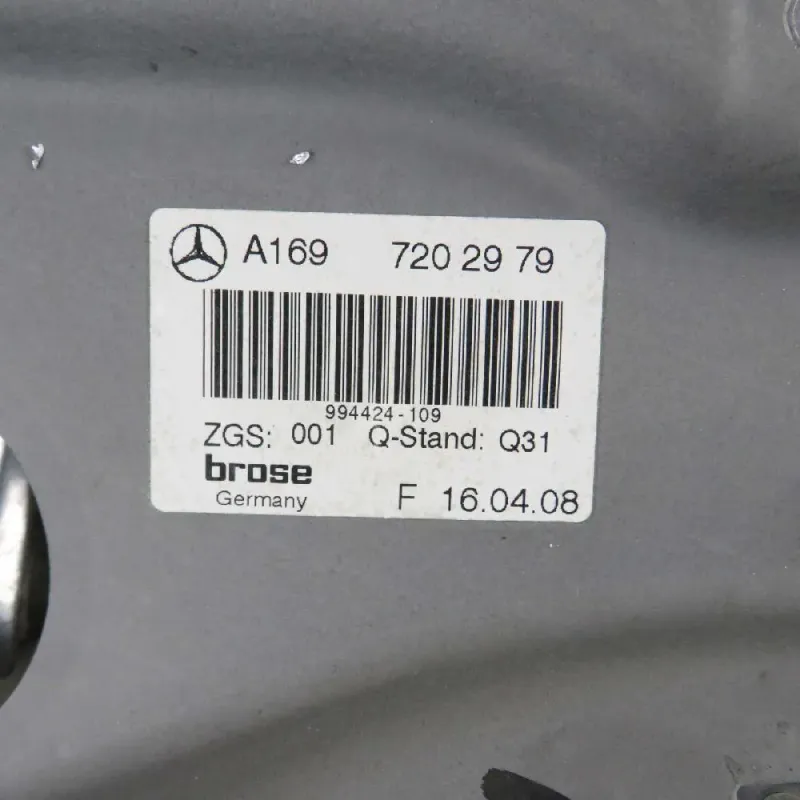 A169 720 29 79
994424-109
ZGS: 001 Q-Stand: Q31
brose
Germany F 16.04.08